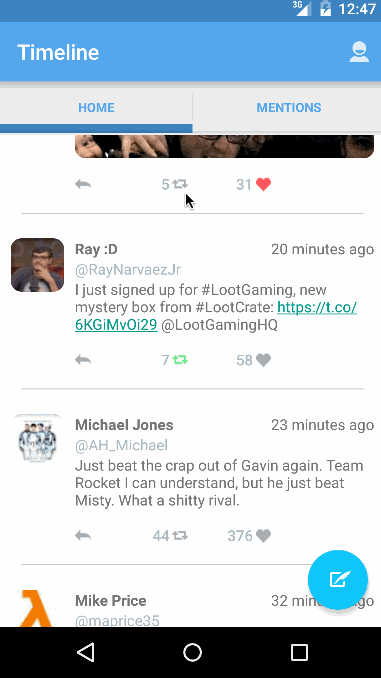 3G 12:47
Timeline
HOME MENTIONS
5 31
Ray :D 20 minutes ago
@RayNarvaezJr
I just signed up for #LootGaming, new
mystery box from #LootCrate: https://t.co/
6KGiMvOi29 @LootGamingHQ
7 58
Michael Jones 23 minutes ago
@AH_Michael
Just beat the crap out of Gavin again. Team
Rocket I can understand, but he just beat
Misty. What a shitty rival.
44 376
Mike Price 32 ago
@maprice35